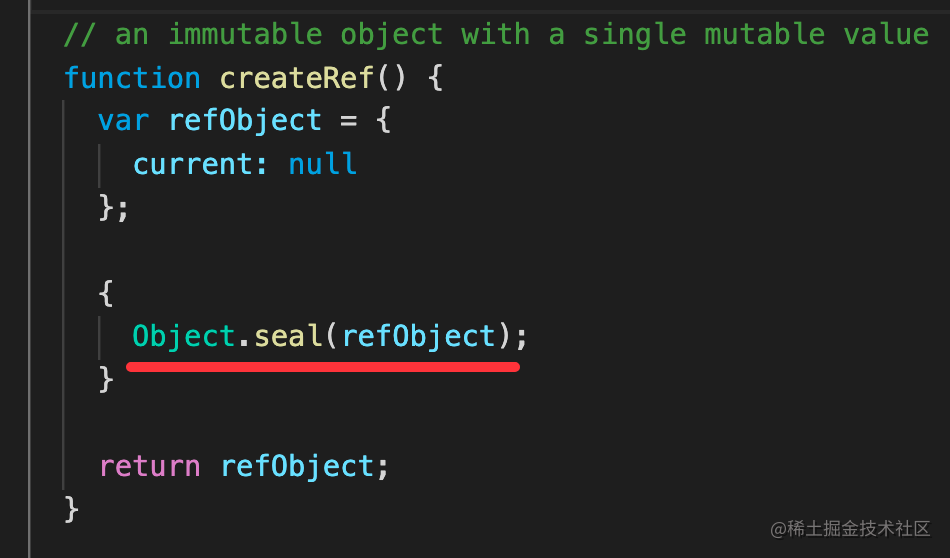 // an immutable object with a single mutable value
function createRef() {
  var refObject = {
    current: null
  };
  {
    Object.seal(refObject);
  }
  return refObject;
}
@稀土掘金技术社区